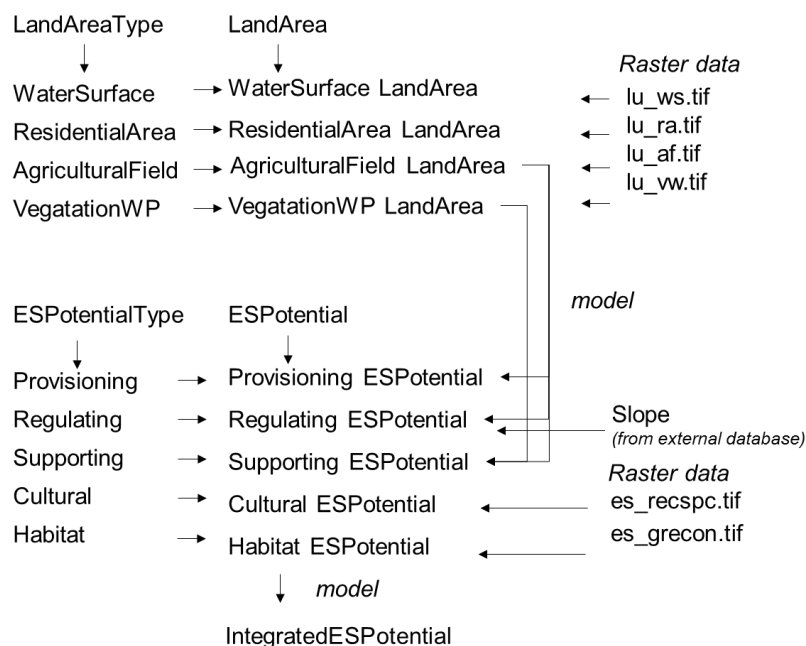 LandAreaType LandArea
Raster data
WaterSurface WaterSurface LandArea lu_ws.tif
ResidentialArea ResidentialArea LandArea lu_ra.tif
AgriculturalField AgriculturalField LandArea lu_af.tif
VegatationWP VegatationWP LandArea lu_vw.tif
model
ESPotentialType ESPotential
Provisioning Provisioning ESPotential
Regulating Regulating ESPotential Slope
(from external database)
Supporting Supporting ESPotential
Raster data
Cultural Cultural ESPotential es_recspc.tif
Habitat Habitat ESPotential es_grecon.tif
model
IntegratedESPotential